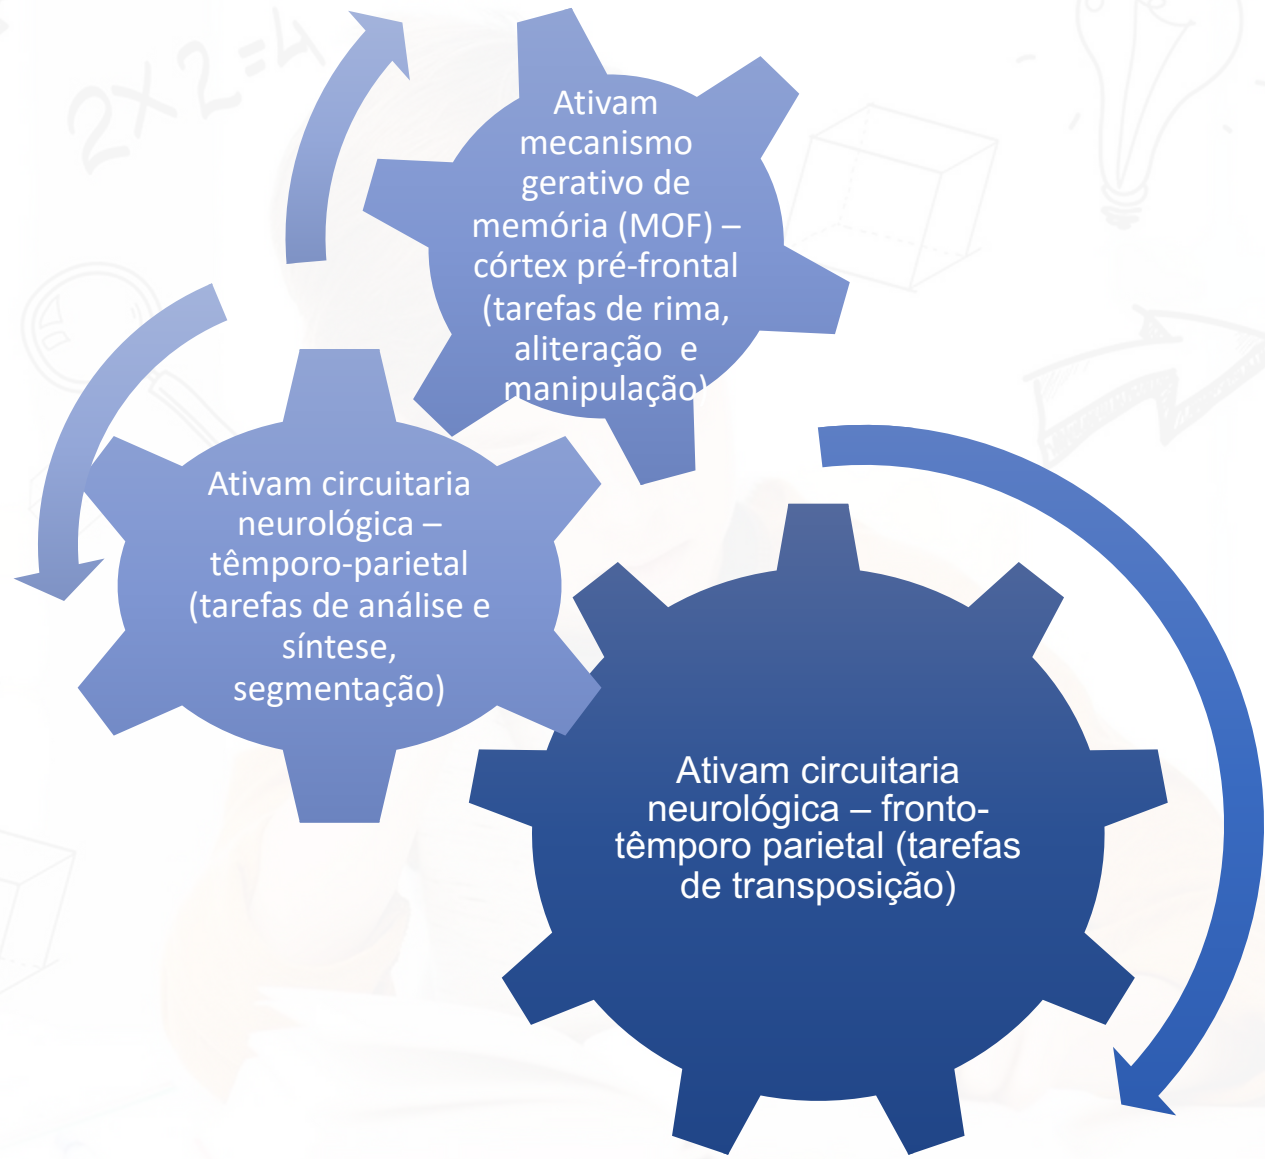 2x2=4
Ativam
mecanismo
gerativo de
memória (MOF) –
córtex pré-frontal
(tarefas de rima,
aliteração e
manipulação)
Ativam circuitaria
neurológica –
têmporo-parietal
(tarefas de análise e
síntese,
segmentação)
Ativam circuitaria
neurológica – fronto-
têmporo parietal (tarefas
de transposição)